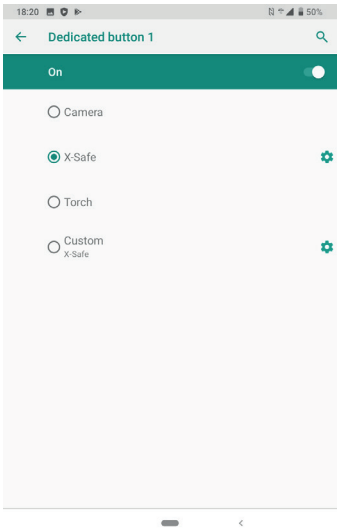 18:20 50%
Dedicated button 1
On
Camera
X-Safe
Torch
Custom
X-Safe